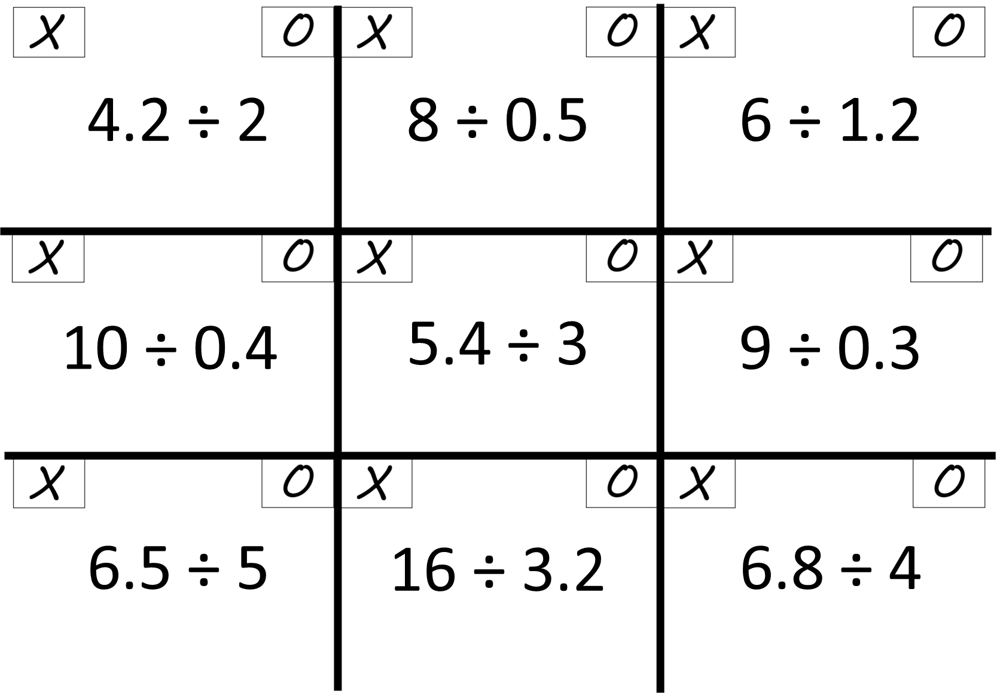 X O X O X O
4.2 ÷ 2 8 ÷ 0.5 6 ÷ 1.2
X O X O X O
10 ÷ 0.4 5.4 ÷ 3 9 ÷ 0.3
X O X O X O
6.5 ÷ 5 16 ÷ 3.2 6.8 ÷ 4